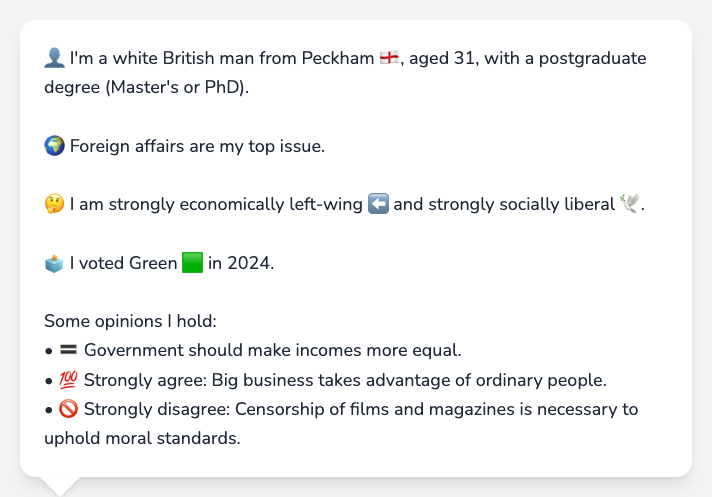 👤 I'm a white British man from Peckham 🏴󠁧󠁢󠁥󠁮󠁧󠁿, aged 31, with a postgraduate
degree (Master's or PhD).
🌍 Foreign affairs are my top issue.
🤔 I am strongly economically left-wing ⬅️ and strongly socially liberal 🕊️.
🗳️ I voted Green 🟩 in 2024.
Some opinions I hold:
• 🟰 Government should make incomes more equal.
• 💯 Strongly agree: Big business takes advantage of ordinary people.
• 🚫 Strongly disagree: Censorship of films and magazines is necessary to
uphold moral standards.